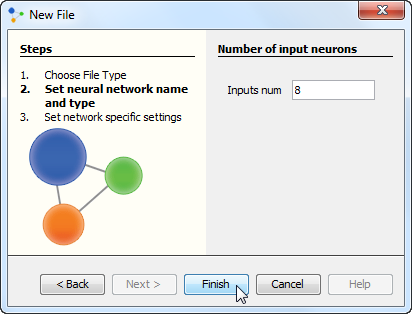 New File
Steps
1. Choose File Type
2. Set neural network name
and type
3. Set network specific settings
Number of input neurons
Inputs num 8
< Back Next > Finish Cancel Help